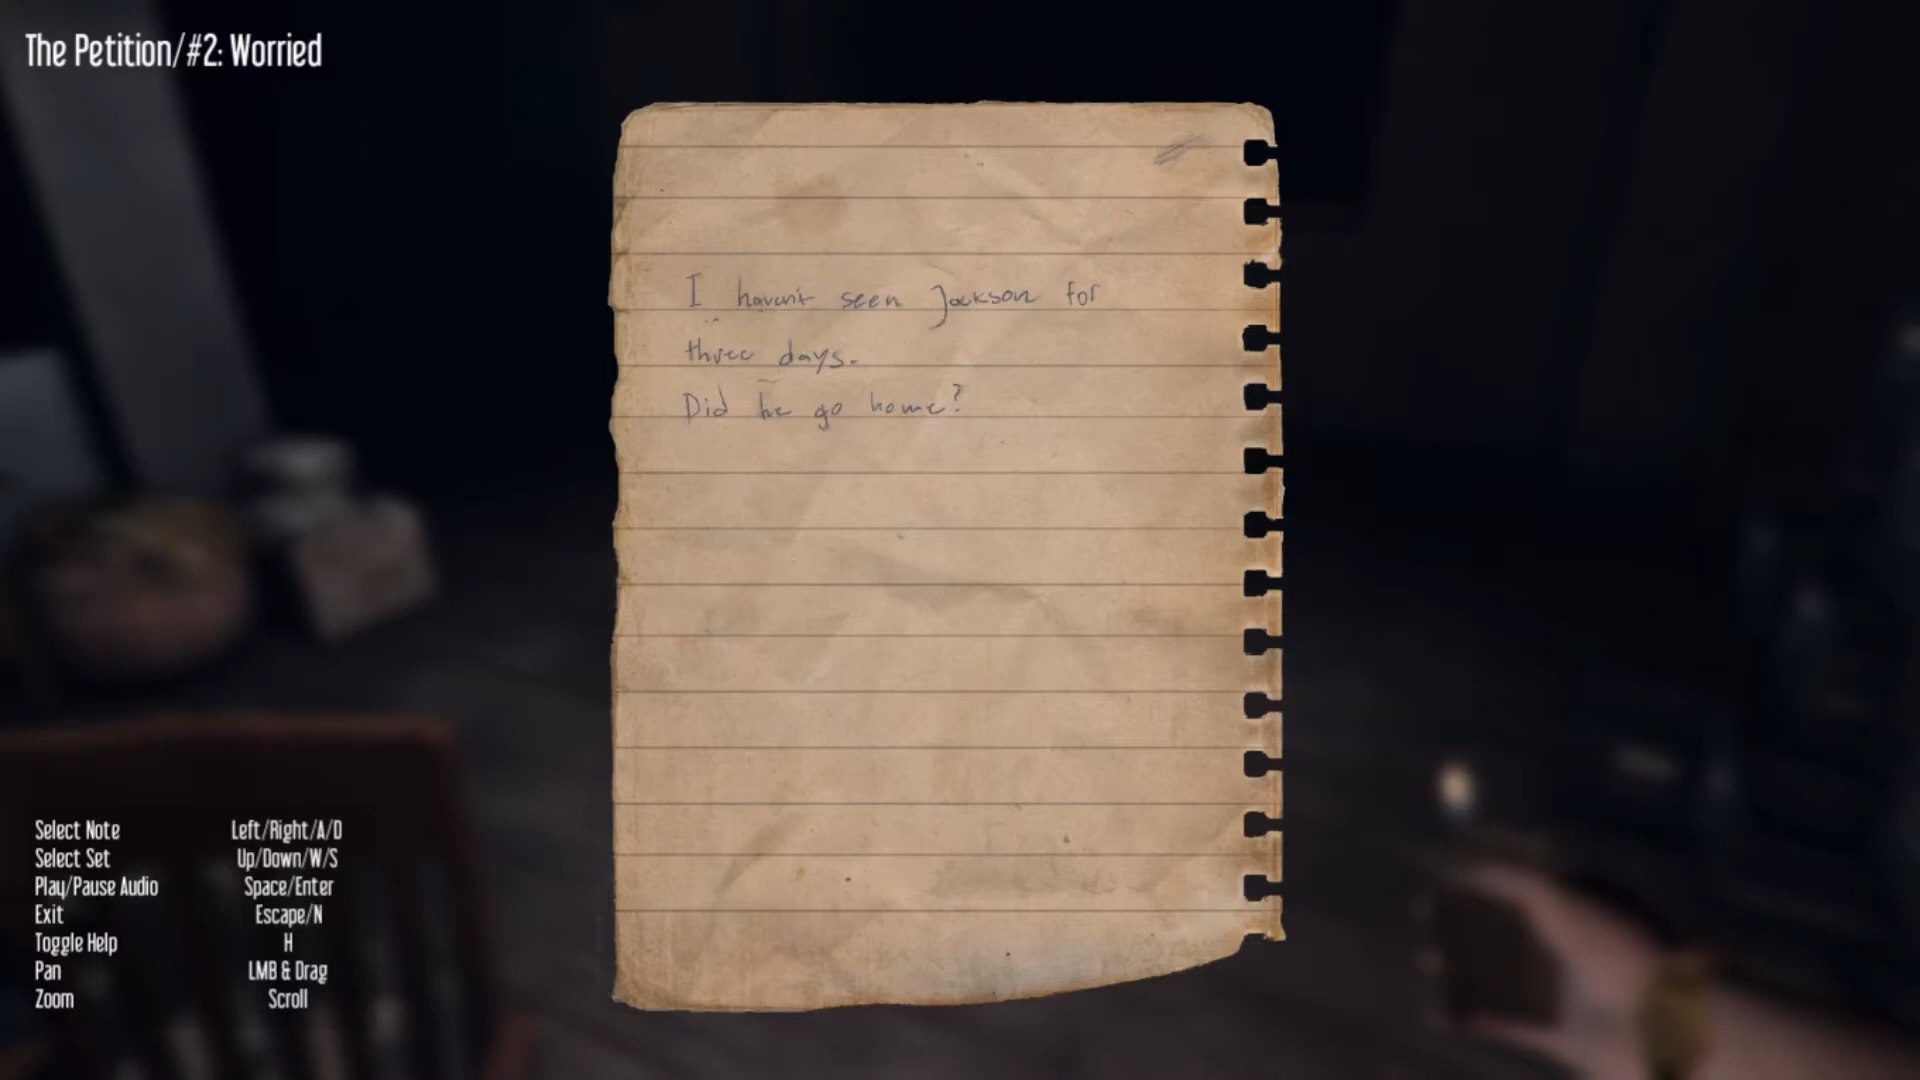 The Petition/#2: Worried
I haven't seen Jackson for
three days.
Did he go home?
Select Note Left/Right/A/D
Select Set Up/Down/W/S
Play/Pause Audio Space/Enter
Exit Escape/N
Toggle Help H
Pan LMB & Drag
Zoom Scroll